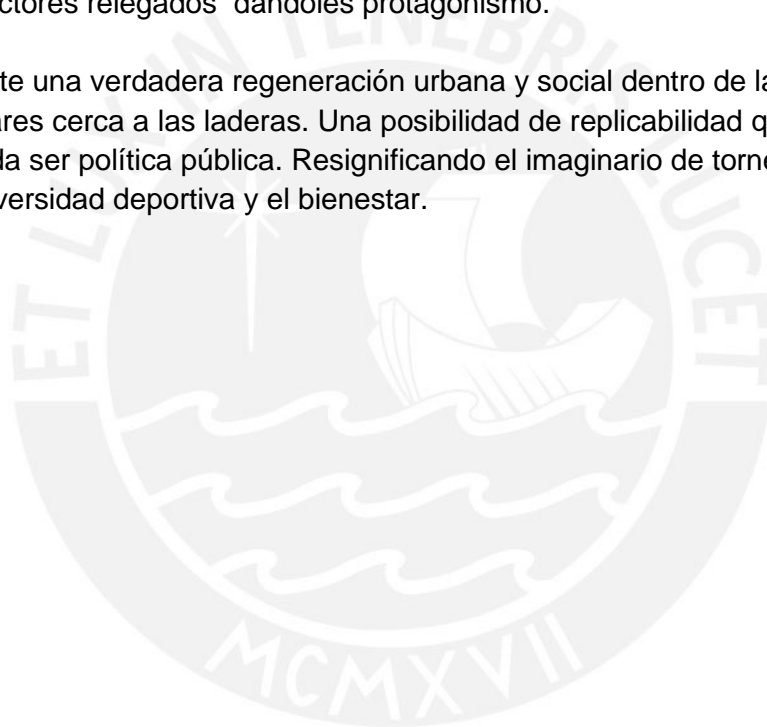 ctores relegados” dándoles protagonismo.
te una verdadera regeneración urbana y social dentro de la
ares cerca a las laderas. Una posibilidad de replicabilidad q
da ser política pública. Resignificando el imaginario de torne
versidad deportiva y el bienestar.
ET LUX IN TENEBRIS LUCET
MCMXVII